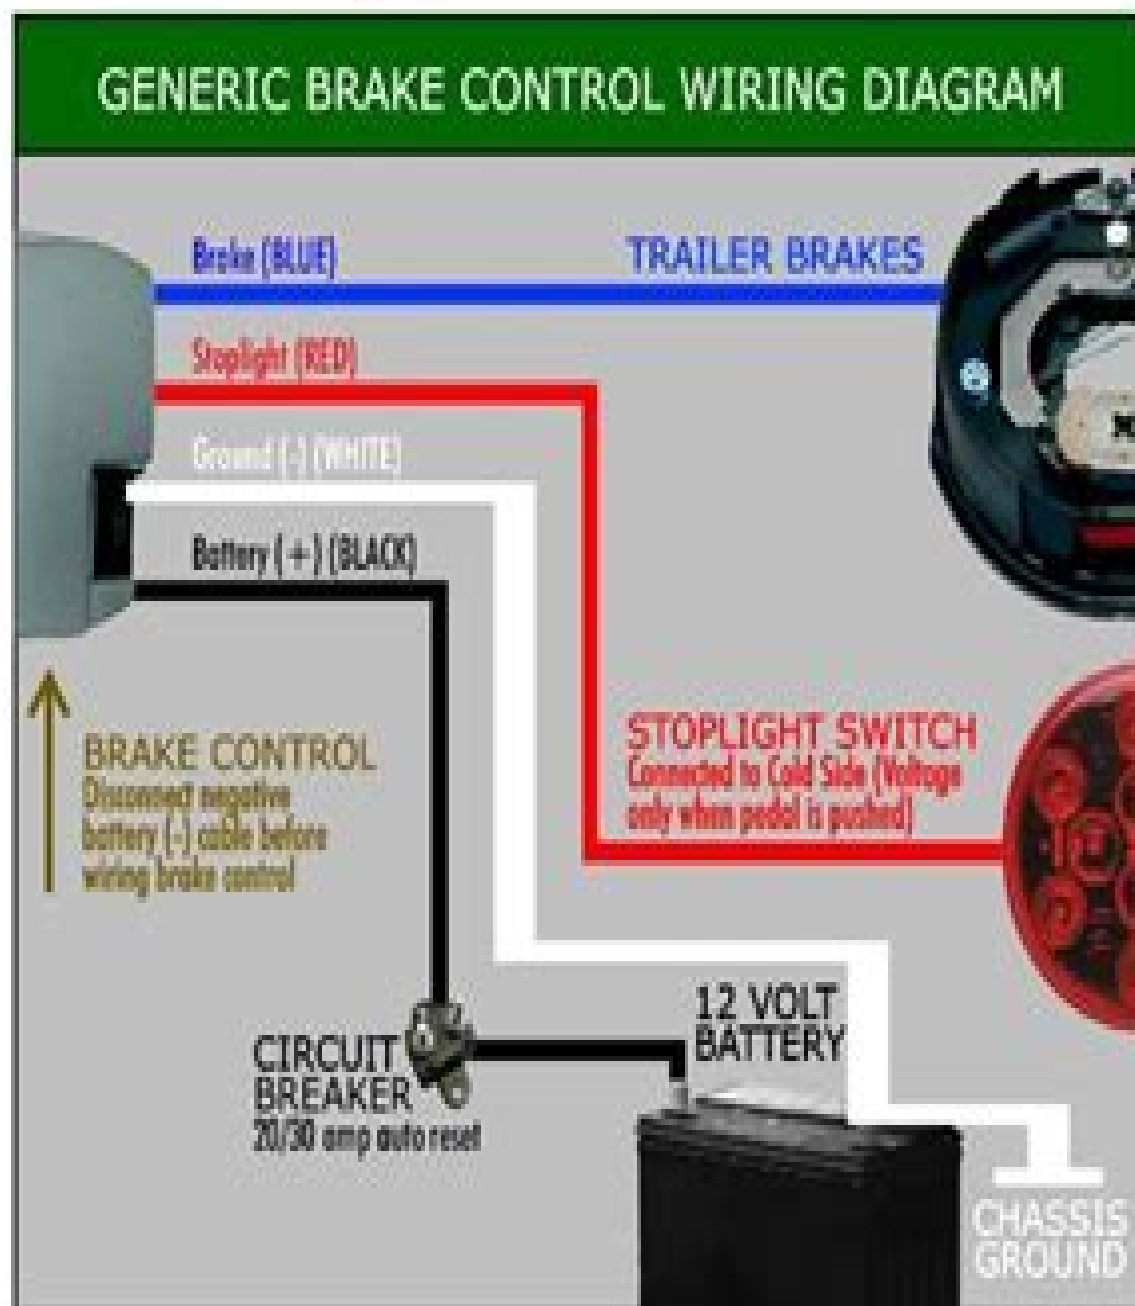 GENERIC BRAKE CONTROL WIRING DIAGRAM
Brake (BLUE)
TRAILER BRAKES
Stoplight (RED)
Ground (-) (WHITE)
Battery (+) (BLACK)
BRAKE CONTROL
Disconnect negative
battery (-) cable before
wiring brake control
STOPLIGHT SWITCH
Connected to Cold Side (Voltage
only when pedal is pushed)
12 VOLT
BATTERY
CIRCUIT
BREAKER
20/30 amp auto reset
CHASSIS
GROUND